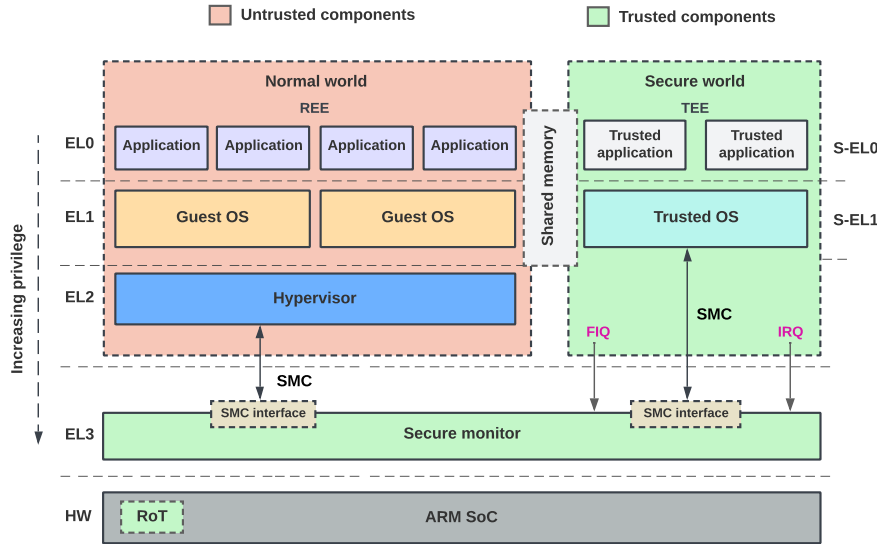 Untrusted components
Trusted components
Normal world
REE
Secure world
TEE
EL0
Application
Application
Application
Application
Trusted
application
Trusted
application
S-EL0
Shared memory
EL1
Guest OS
Guest OS
Trusted OS
S-EL1
Increasing privilege
EL2
Hypervisor
SMC
FIQ
IRQ
SMC
SMC interface
SMC interface
EL3
Secure monitor
HW
RoT
ARM SoC